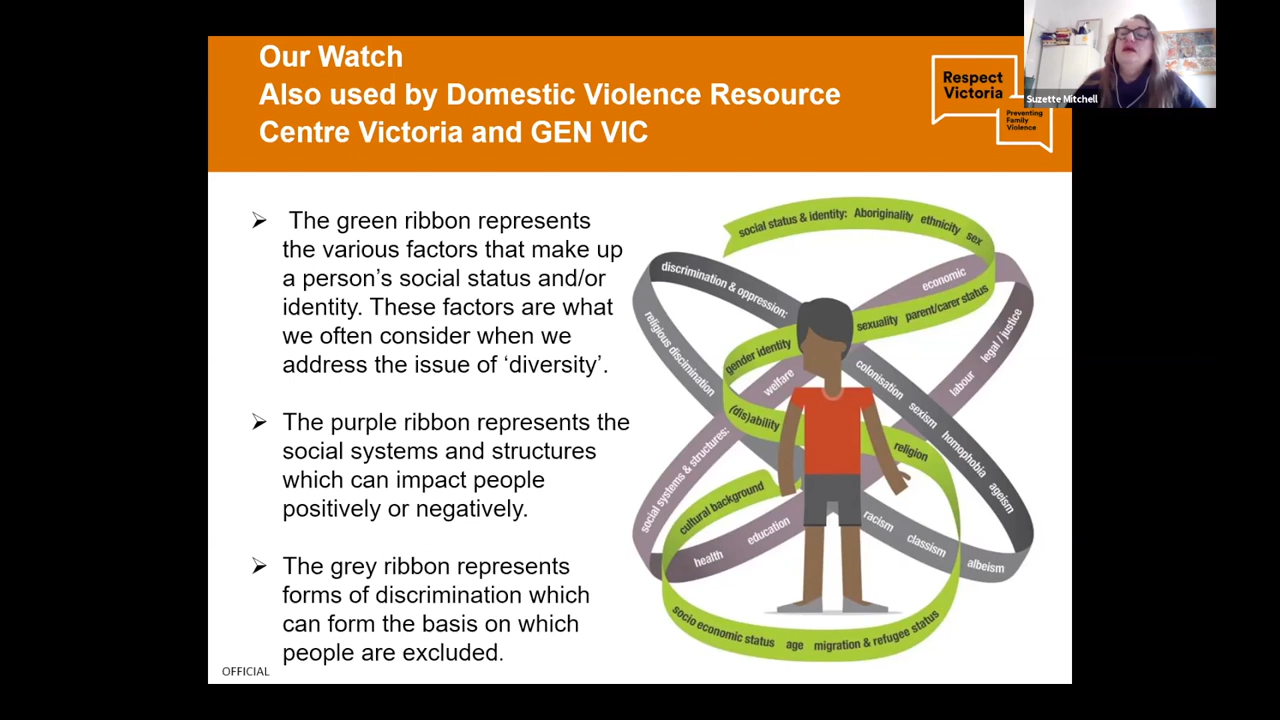 Our Watch
Also used by Domestic Violence Resource
Centre Victoria and GEN VIC
Respect
Victoria
Preventing
Family
Violence
Suzette Mitchell
➢ The green ribbon represents
the various factors that make up
a person’s social status and/or
identity. These factors are what
we often consider when we
address the issue of ‘diversity’.
➢ The purple ribbon represents the
social systems and structures
which can impact people
positively or negatively.
➢ The grey ribbon represents
forms of discrimination which
can form the basis on which
people are excluded.
OFFICIAL
social status & identity: Aboriginality ethnicity sex
discrimination & oppression:
economic
sexuality parent/carer status
religious discimination
gender identity
legal / justice
welfare
colonisation sexism homophobia ageism
labour
(dis)ability
religion
social systems & structures:
cultural background
health education
racism classism albeism
socio economic status age migration & refugee status